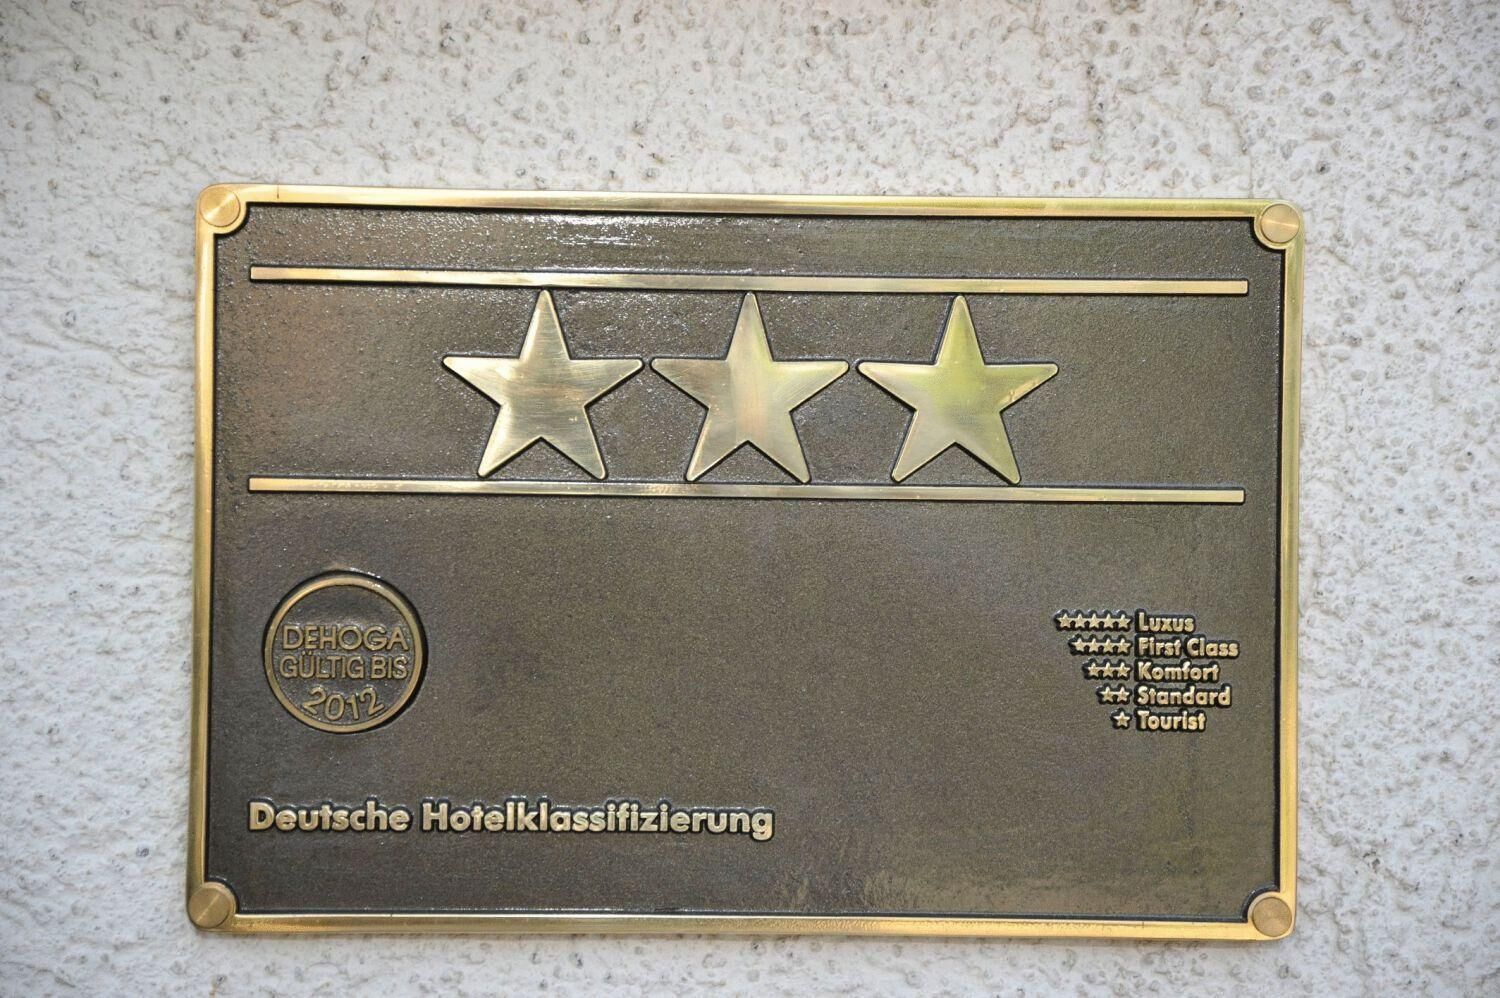 DEHOGA
GÜLTIG BIS
2012
★★★★★ Luxus
★★★★ First Class
★★★ Komfort
★★ Standard
★ Tourist
Deutsche Hotelklassifizierung